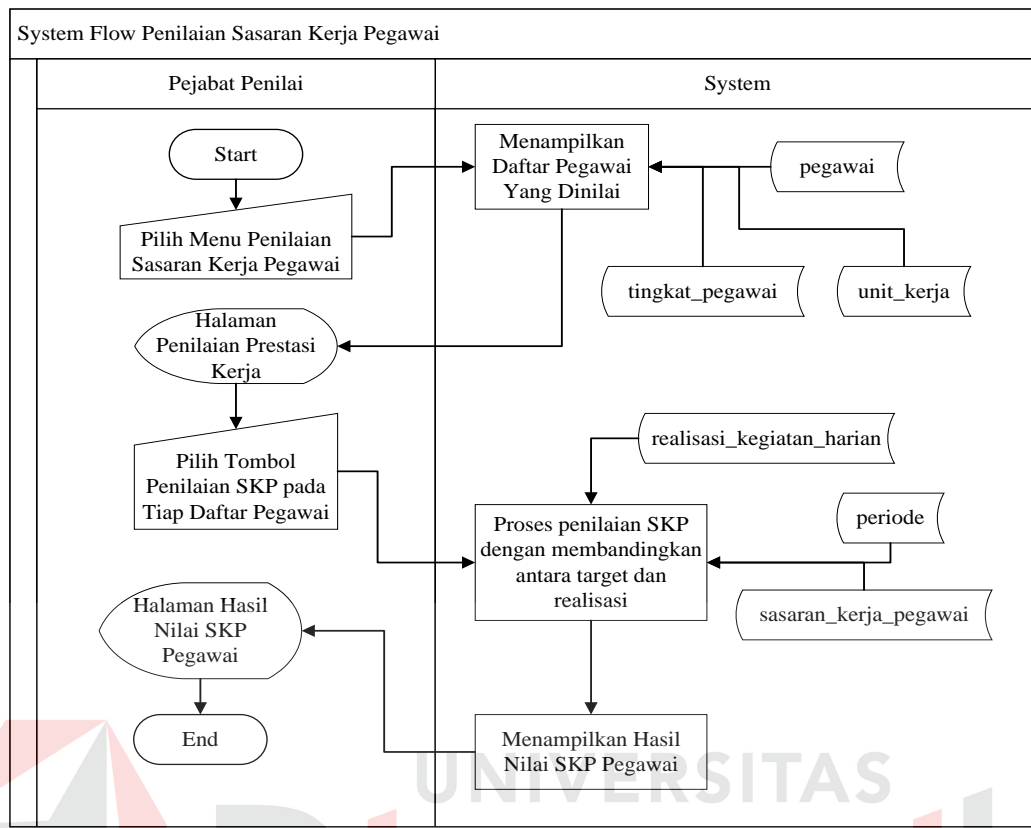 System Flow Penilaian Sasaran Kerja Pegawai
Pejabat Penilai
System
Start
Menampilkan
Daftar Pegawai
Yang Dinilai
pegawai
Pilih Menu Penilaian
Sasaran Kerja Pegawai
tingkat_pegawai
unit_kerja
Halaman
Penilaian Prestasi
Kerja
realisasi_kegiatan_harian
Pilih Tombol
Penilaian SKP pada
Tiap Daftar Pegawai
Proses penilaian SKP
dengan membandingkan
antara target dan
realisasi
periode
sasaran_kerja_pegawai
Halaman Hasil
Nilai SKP
Pegawai
End
Menampilkan Hasil
Nilai SKP Pegawai
UNIVERSITAS